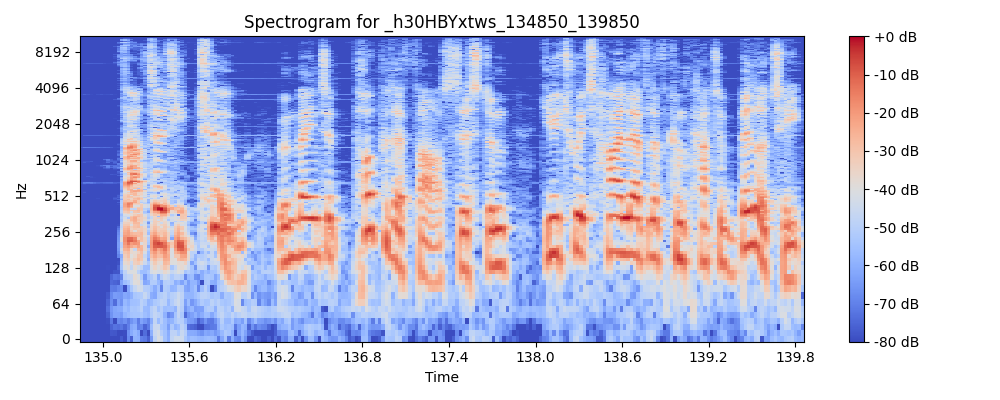 Spectrogram for _h30HBYxtws_134850_139850
8192
4096
2048
1024
512
256
128
64
0
Hz
135.0 135.6 136.2 136.8 137.4 138.0 138.6 139.2 139.8
Time
+0 dB
-10 dB
-20 dB
-30 dB
-40 dB
-50 dB
-60 dB
-70 dB
-80 dB